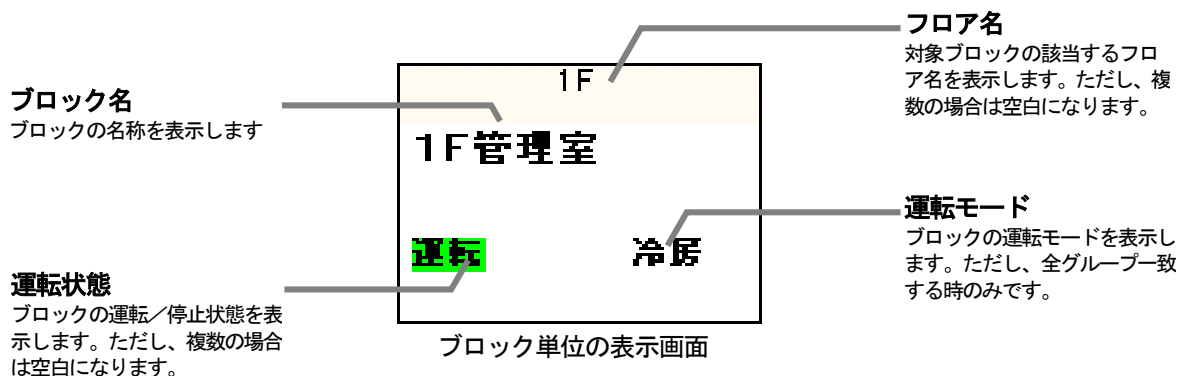 フロア名
対象ブロックの該当するフロ
ア名を表示します。ただし、複
数の場合は空白になります。
ブロック名
ブロックの名称を表示します
1F
1F管理室
運転 冷房
運転モード
ブロックの運転モードを表示し
ます。ただし、全グループ一致
する時のみです。
運転状態
ブロックの運転／停止状態を表
示します。ただし、複数の場合
は空白になります。
ブロック単位の表示画面